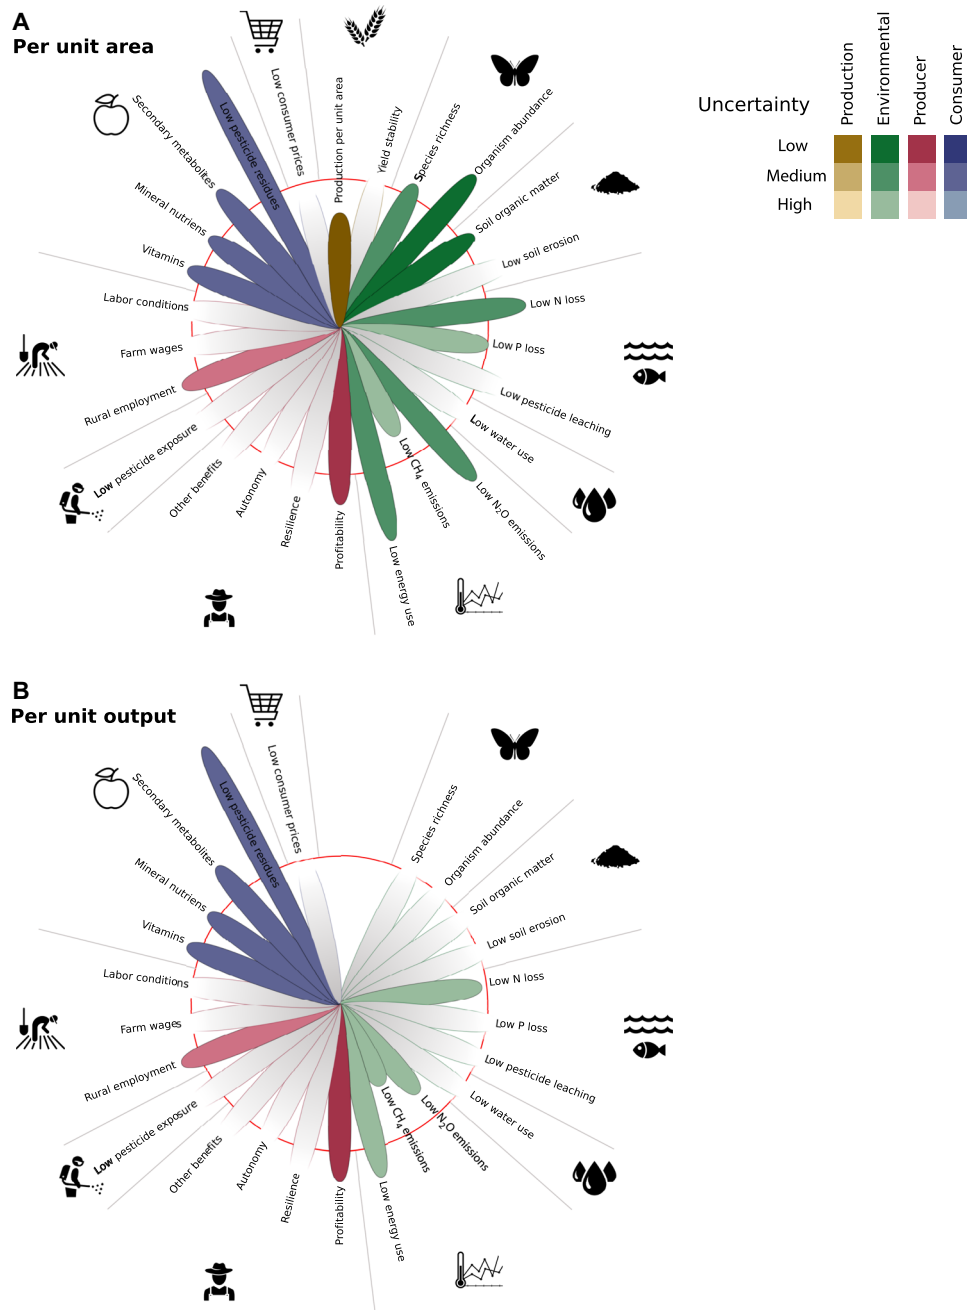 A
Per unit area
Uncertainty
Production
Environmental
Producer
Consumer
Low
Medium
High
Low consumer prices
Production per unit area
Yield stability
Species richness
Organism abundance
Soil organic matter
Low soil erosion
Low N loss
Low P loss
Low pesticide leaching
Low water use
Low N2O emissions
Low CH4 emissions
Low energy use
Profitability
Resilience
Autonomy
Other benefits
Low pesticide exposure
Rural employment
Farm wages
Labor conditions
Vitamins
Mineral nutriens
Secondary metabolites
Low pesticide residues
B
Per unit output
Low consumer prices
Species richness
Organism abundance
Soil organic matter
Low soil erosion
Low N loss
Low P loss
Low pesticide leaching
Low water use
Low N2O emissions
Low CH4 emissions
Low energy use
Profitability
Resilience
Autonomy
Other benefits
Low pesticide exposure
Rural employment
Farm wages
Labor conditions
Vitamins
Mineral nutriens
Secondary metabolites
Low pesticide residues